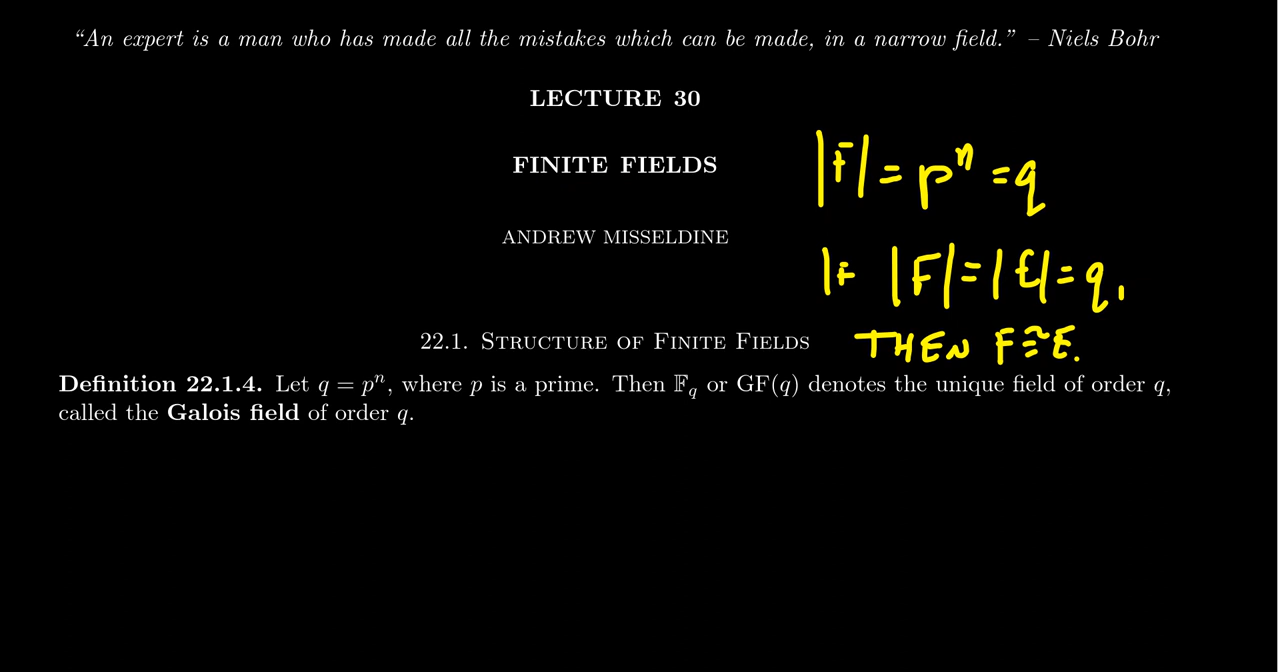 “An expert is a man who has made all the mistakes which can be made, in a narrow field.” – Niels Bohr
LECTURE 30
FINITE FIELDS
|F| = pⁿ = q
ANDREW MISSELDINE
IF |F| = |E| = q,
22.1. STRUCTURE OF FINITE FIELDS
THEN F ≅ E.
Definition 22.1.4. Let q = pⁿ, where p is a prime. Then 𝔽_q or GF(q) denotes the unique field of order q,
called the Galois field of order q.